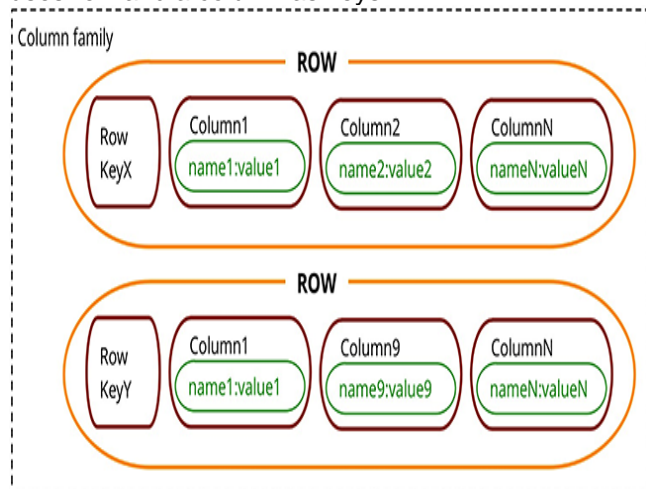 Column family
ROW
Row
KeyX
Column1
name1:value1
Column2
name2:value2
ColumnN
nameN:valueN
ROW
Row
KeyY
Column1
name1:value1
Column9
name9:value9
ColumnN
nameN:valueN